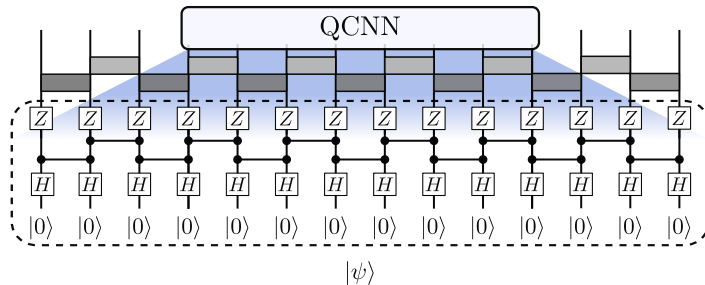 QCNN
Z Z Z Z Z Z Z Z Z Z Z Z Z Z
H H H H H H H H H H H H H H
|0⟩ |0⟩ |0⟩ |0⟩ |0⟩ |0⟩ |0⟩ |0⟩ |0⟩ |0⟩ |0⟩ |0⟩ |0⟩ |0⟩
|ψ⟩